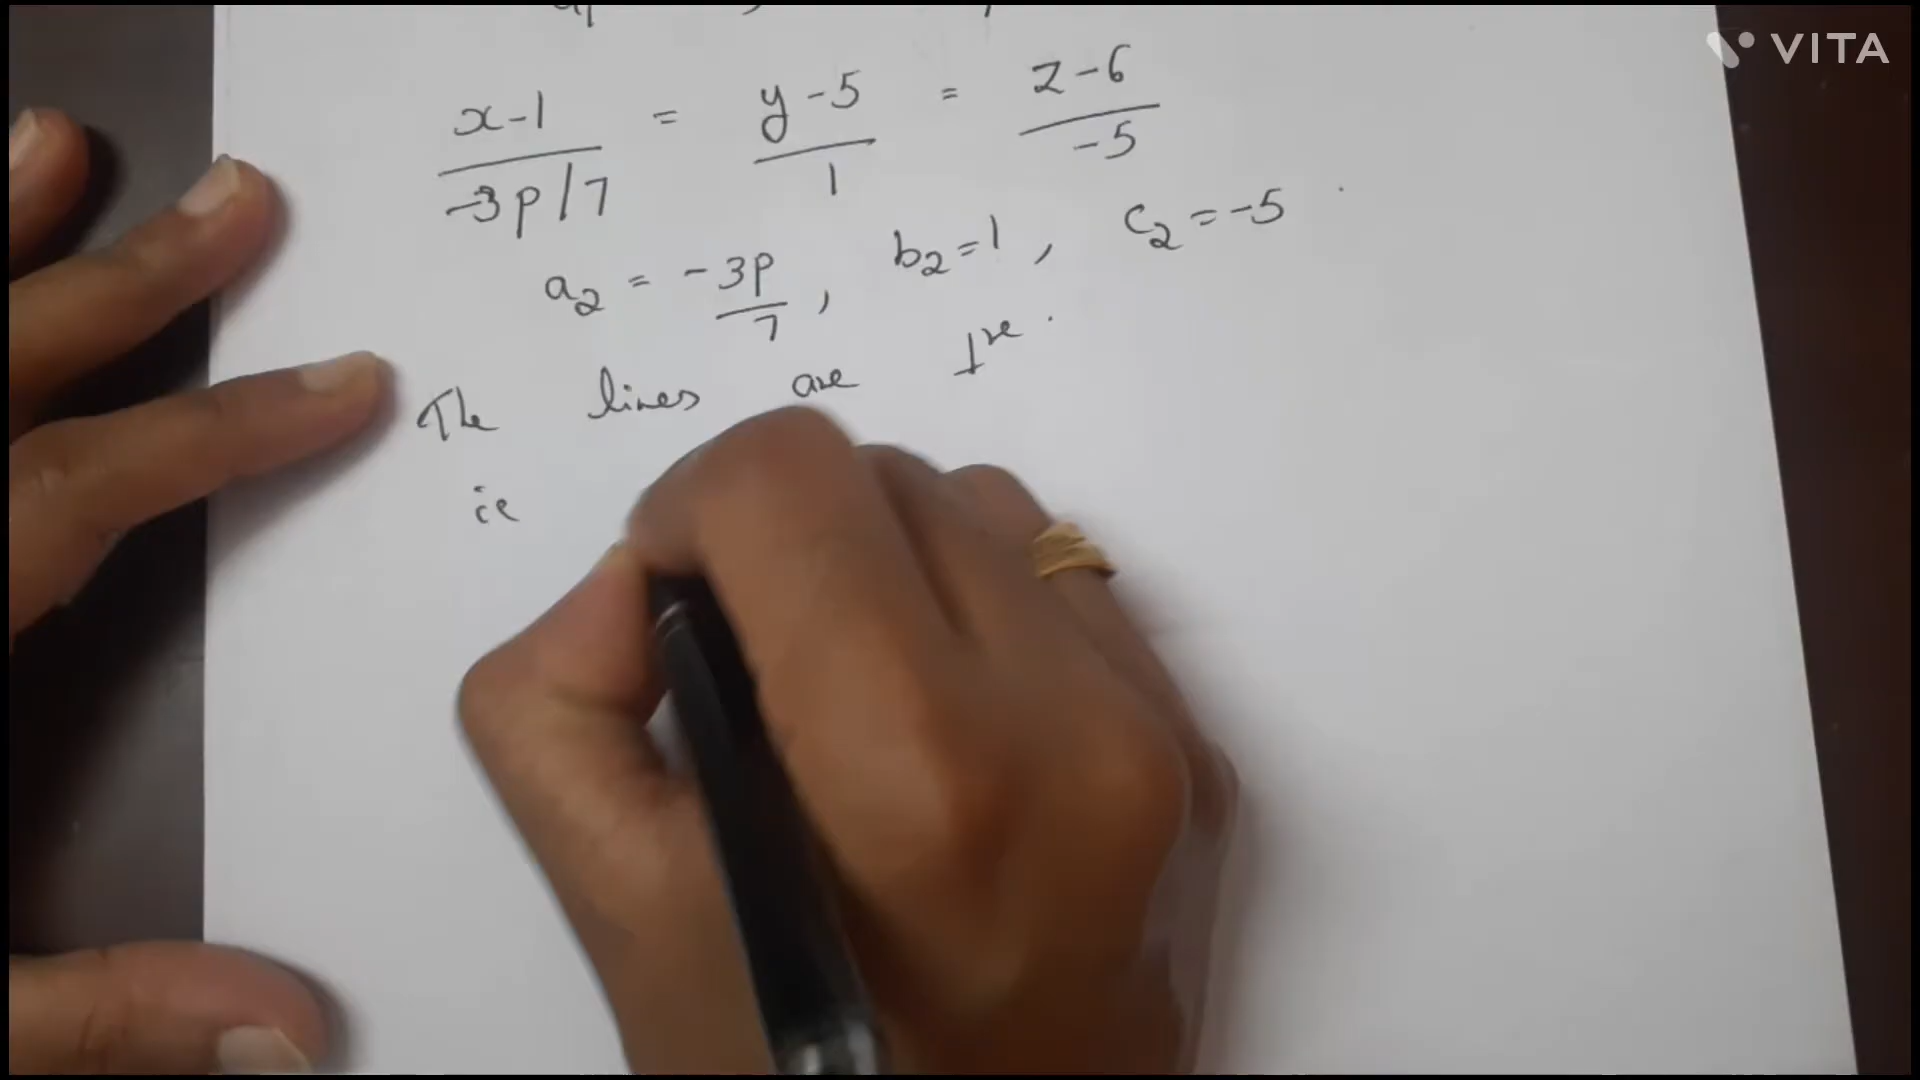 VITA
x-1 / -3p/7 = y-5 / 1 = z-6 / -5
a₂ = -3p/7, b₂=1, c₂=-5
The lines are ⊥re.
ie